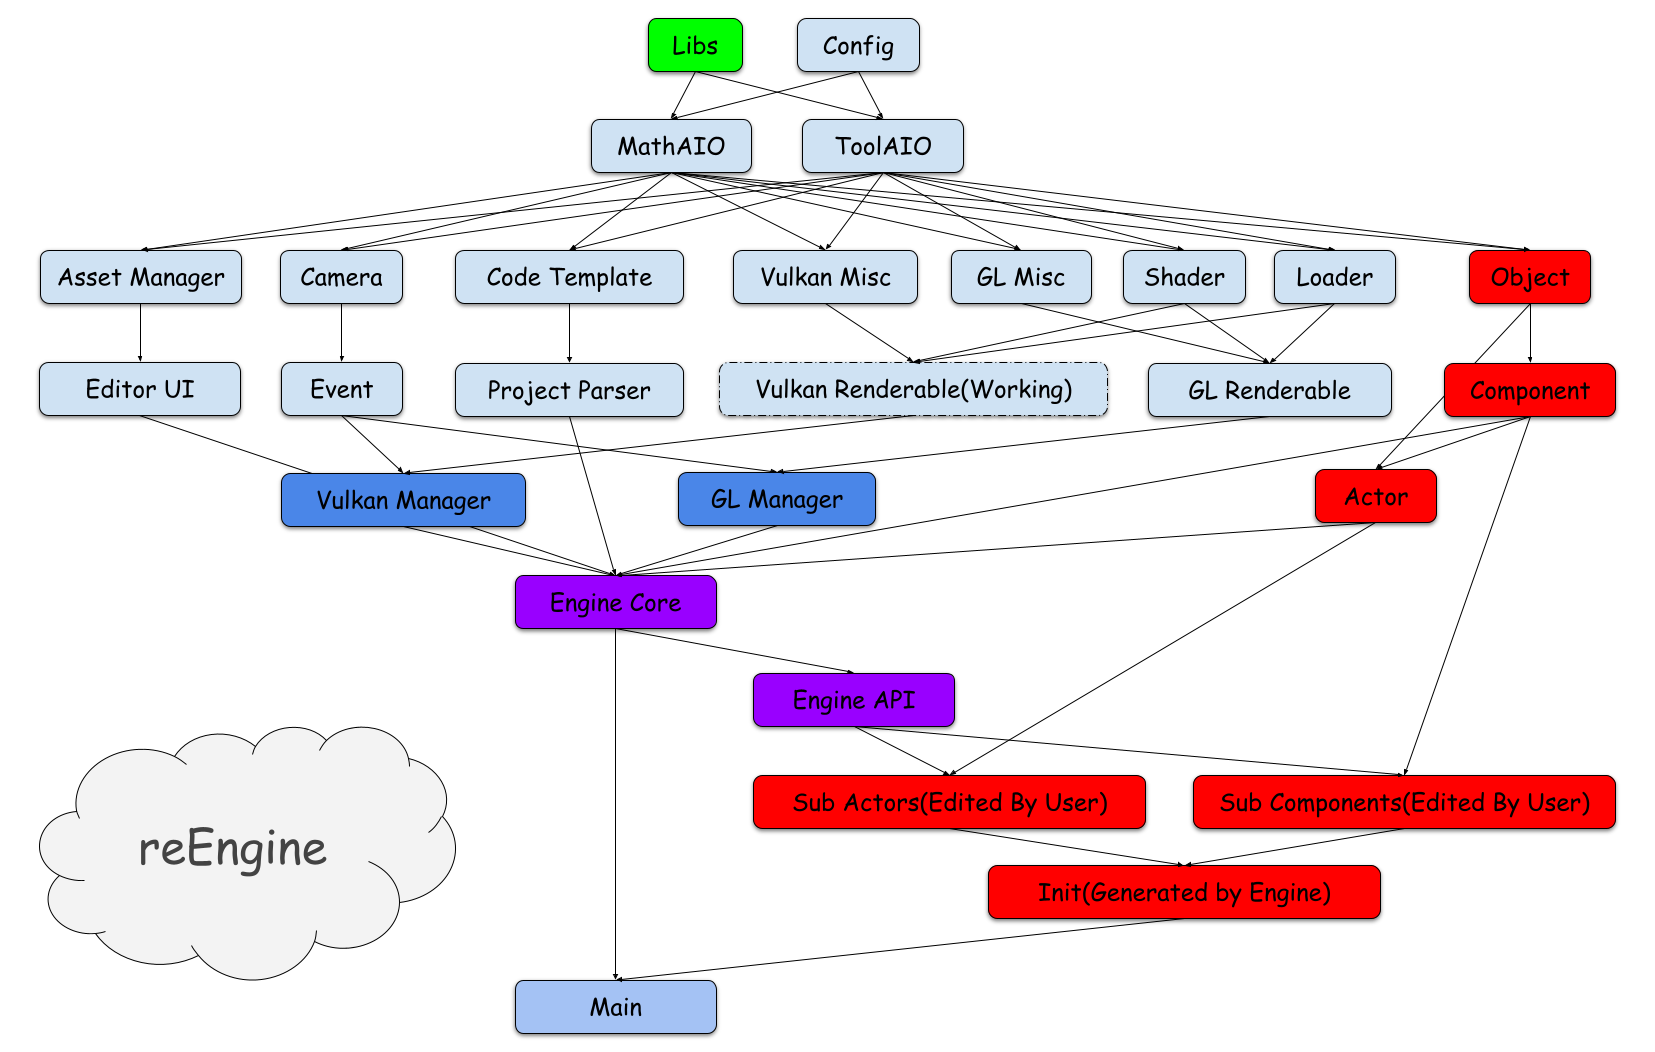 Libs
Config
MathAIO
ToolAIO
Asset Manager
Camera
Code Template
Vulkan Misc
GL Misc
Shader
Loader
Object
Editor UI
Event
Project Parser
Vulkan Renderable(Working)
GL Renderable
Component
Vulkan Manager
GL Manager
Actor
Engine Core
Engine API
Sub Actors(Edited By User)
Sub Components(Edited By User)
reEngine
Init(Generated by Engine)
Main